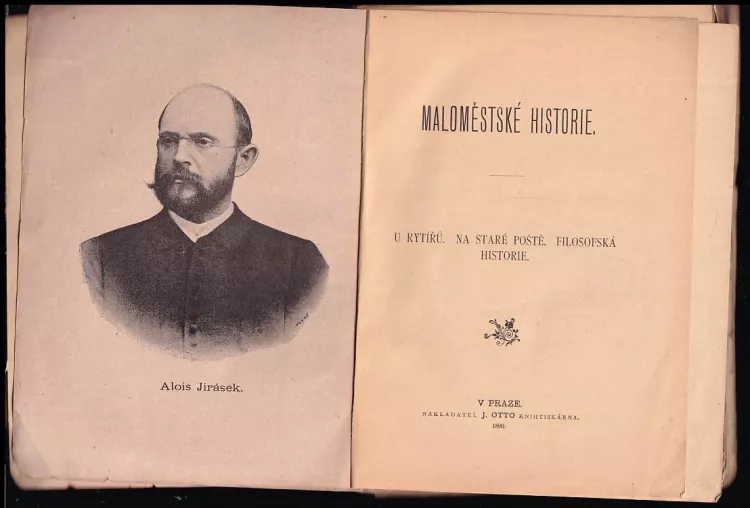 Alois Jirásek.
MALOMĚSTSKÉ HISTORIE.
U RYTÍŘŮ. NA STARÉ POŠTĚ. FILOSOFSKÁ
HISTORIE.
V PRAZE.
NAKLADATEL J. OTTO KNIHTISKÁRNA.
1890.